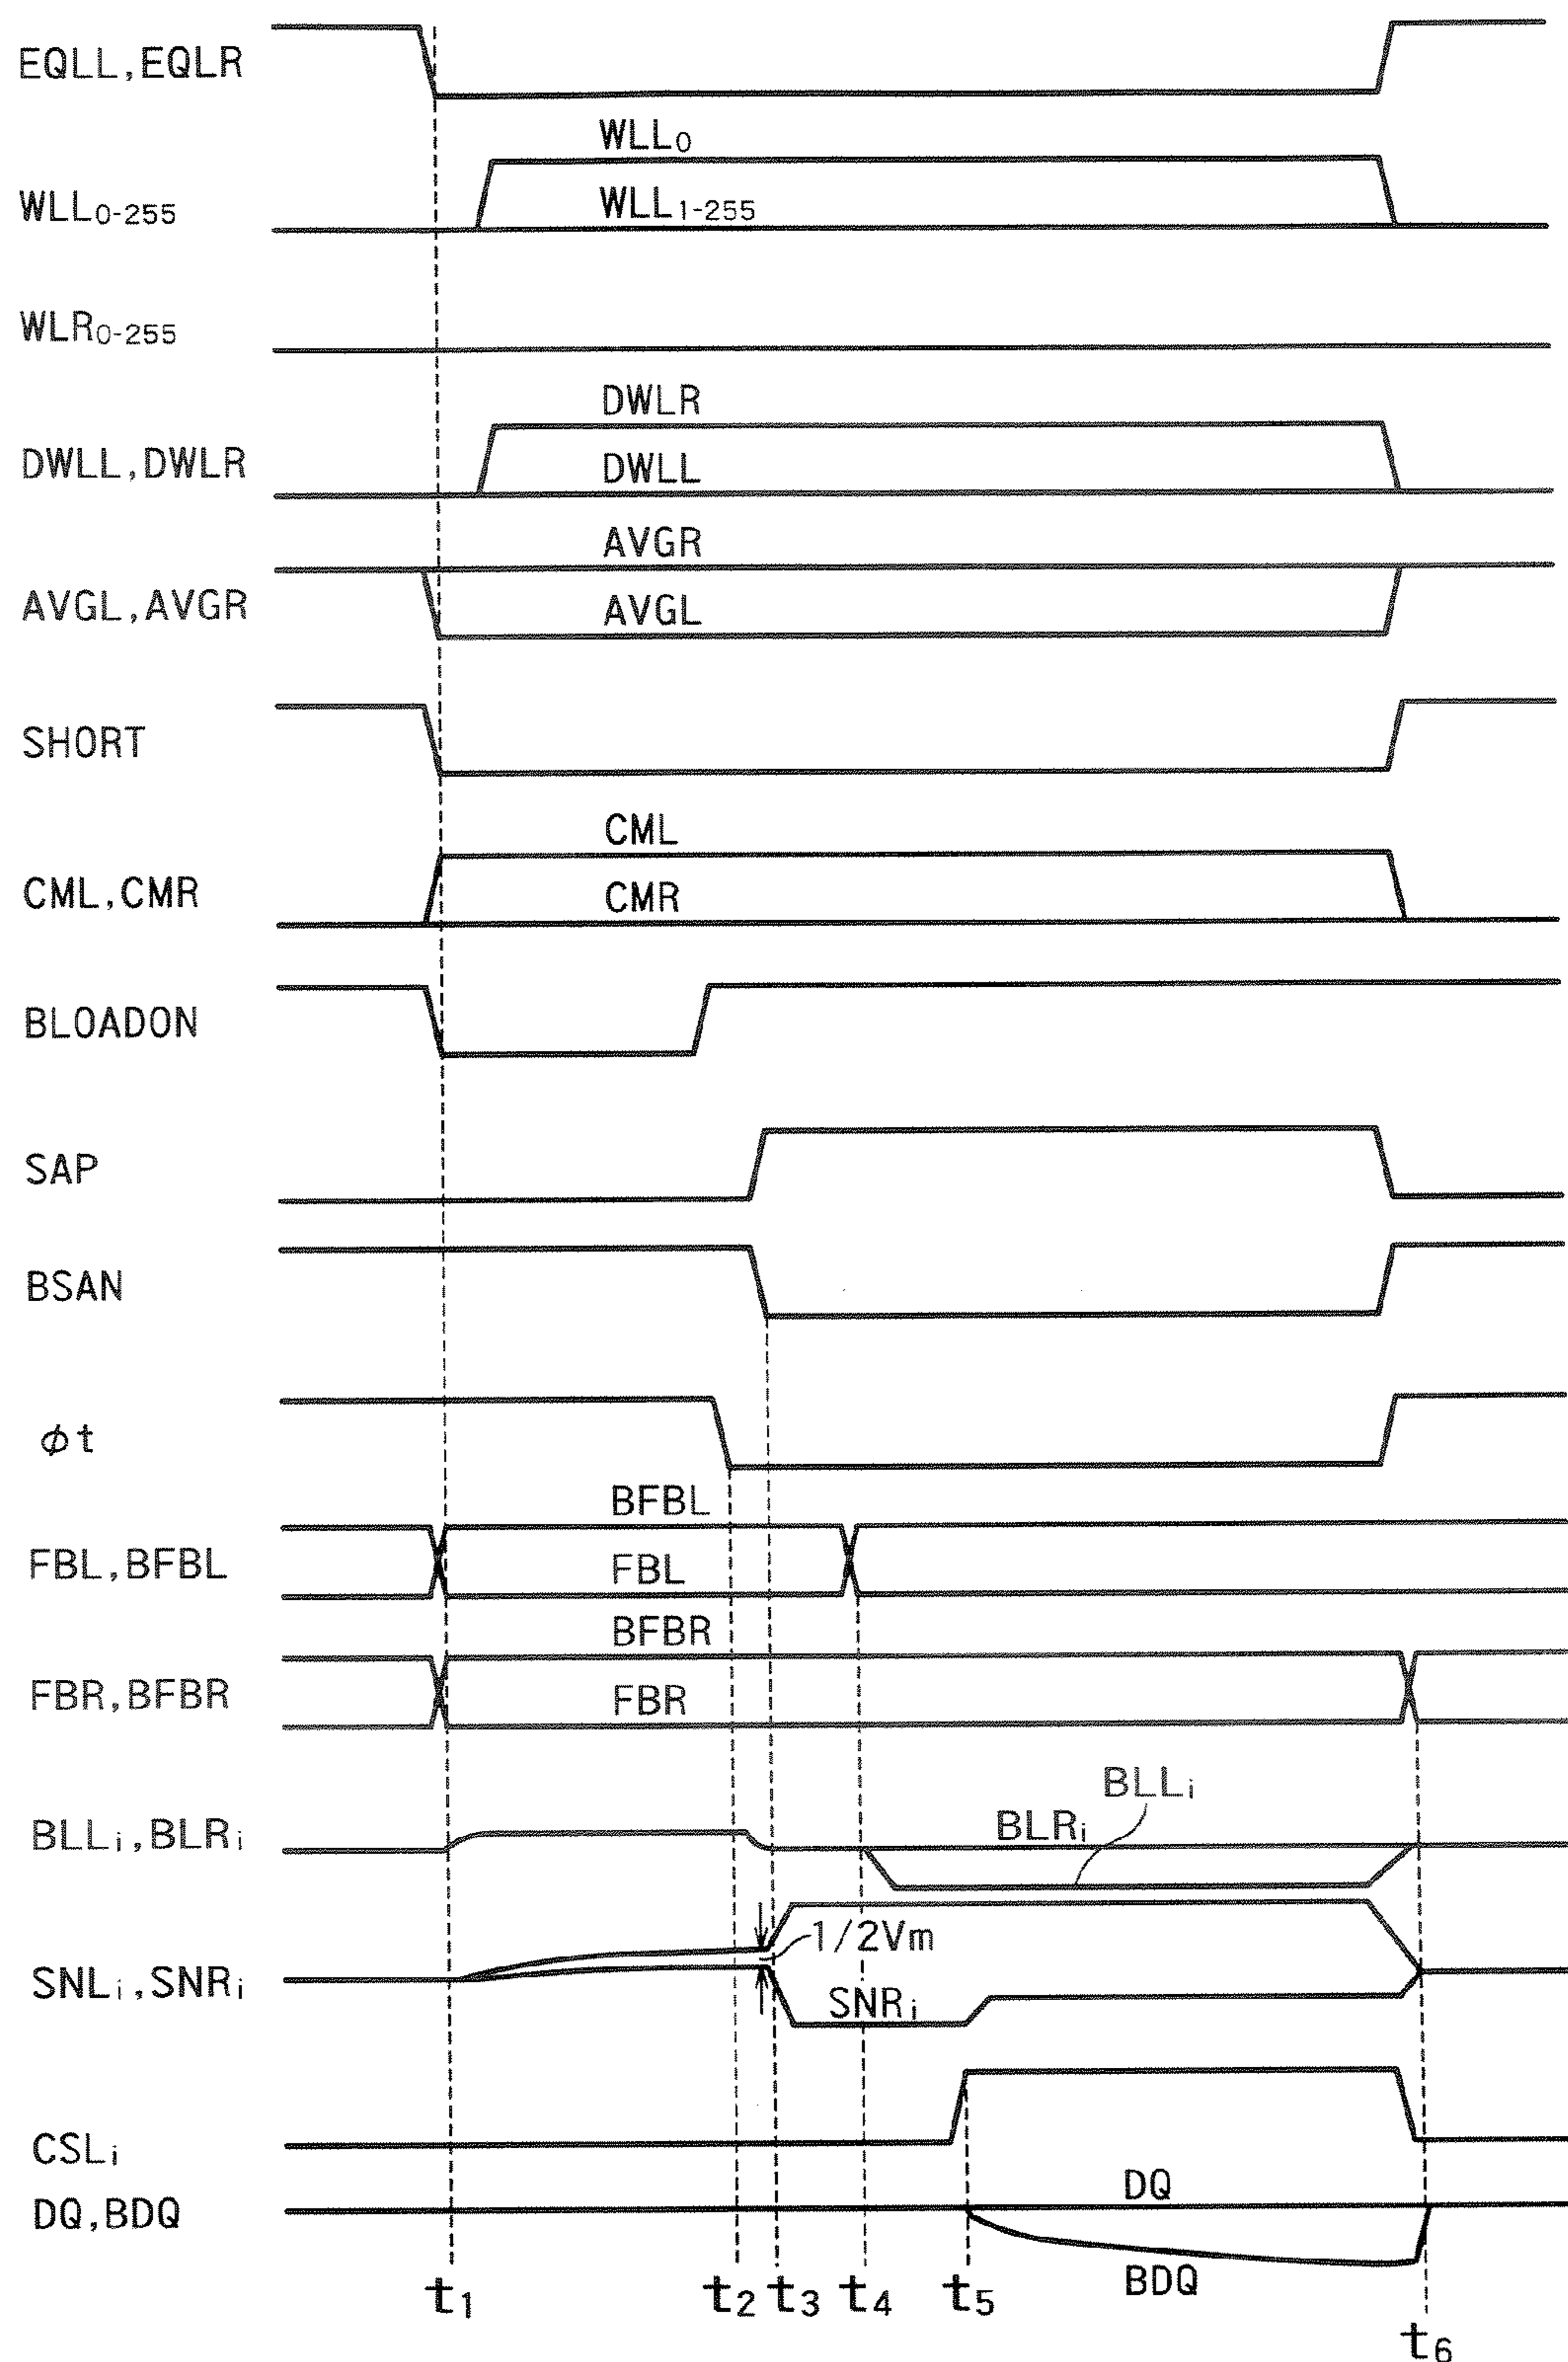 EQLL,EQLR
WLL₀
WLL₀₋₂₅₅
WLL₁₋₂₅₅
WLR₀₋₂₅₅
DWLR
DWLL,DWLR
DWLL
AVGR
AVGL,AVGR
AVGL
SHORT
CML
CML,CMR
CMR
BLOADON
SAP
BSAN
φt
BFBL
FBL,BFBL
FBL
BFBR
FBR,BFBR
FBR
BLLᵢ
BLLᵢ,BLRᵢ
BLRᵢ
1/2Vm
SNLᵢ,SNRᵢ
SNRᵢ
CSLᵢ
DQ
DQ,BDQ
BDQ
t₁ t₂ t₃ t₄ t₅
t₆